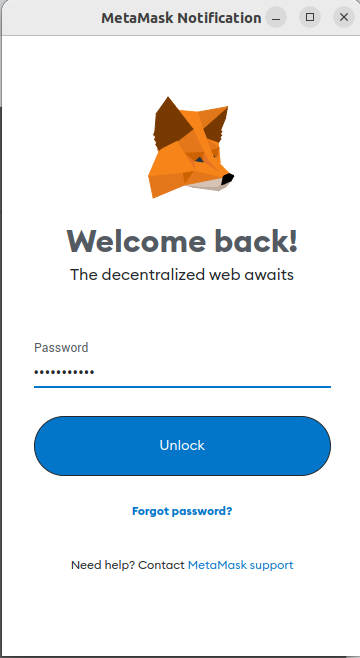 MetaMask Notification
Welcome back!
The decentralized web awaits
Password
•••••••••••
Unlock
Forgot password?
Need help? Contact MetaMask support